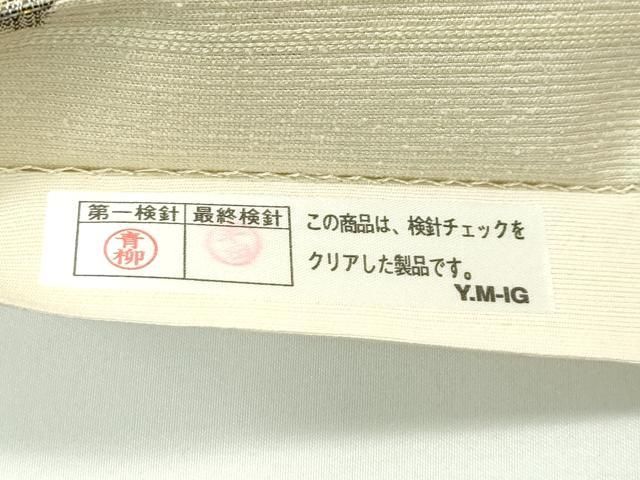 第一検針 最終検針
青柳
この商品は、検針チェックを
クリアした製品です。
Y.M-IG